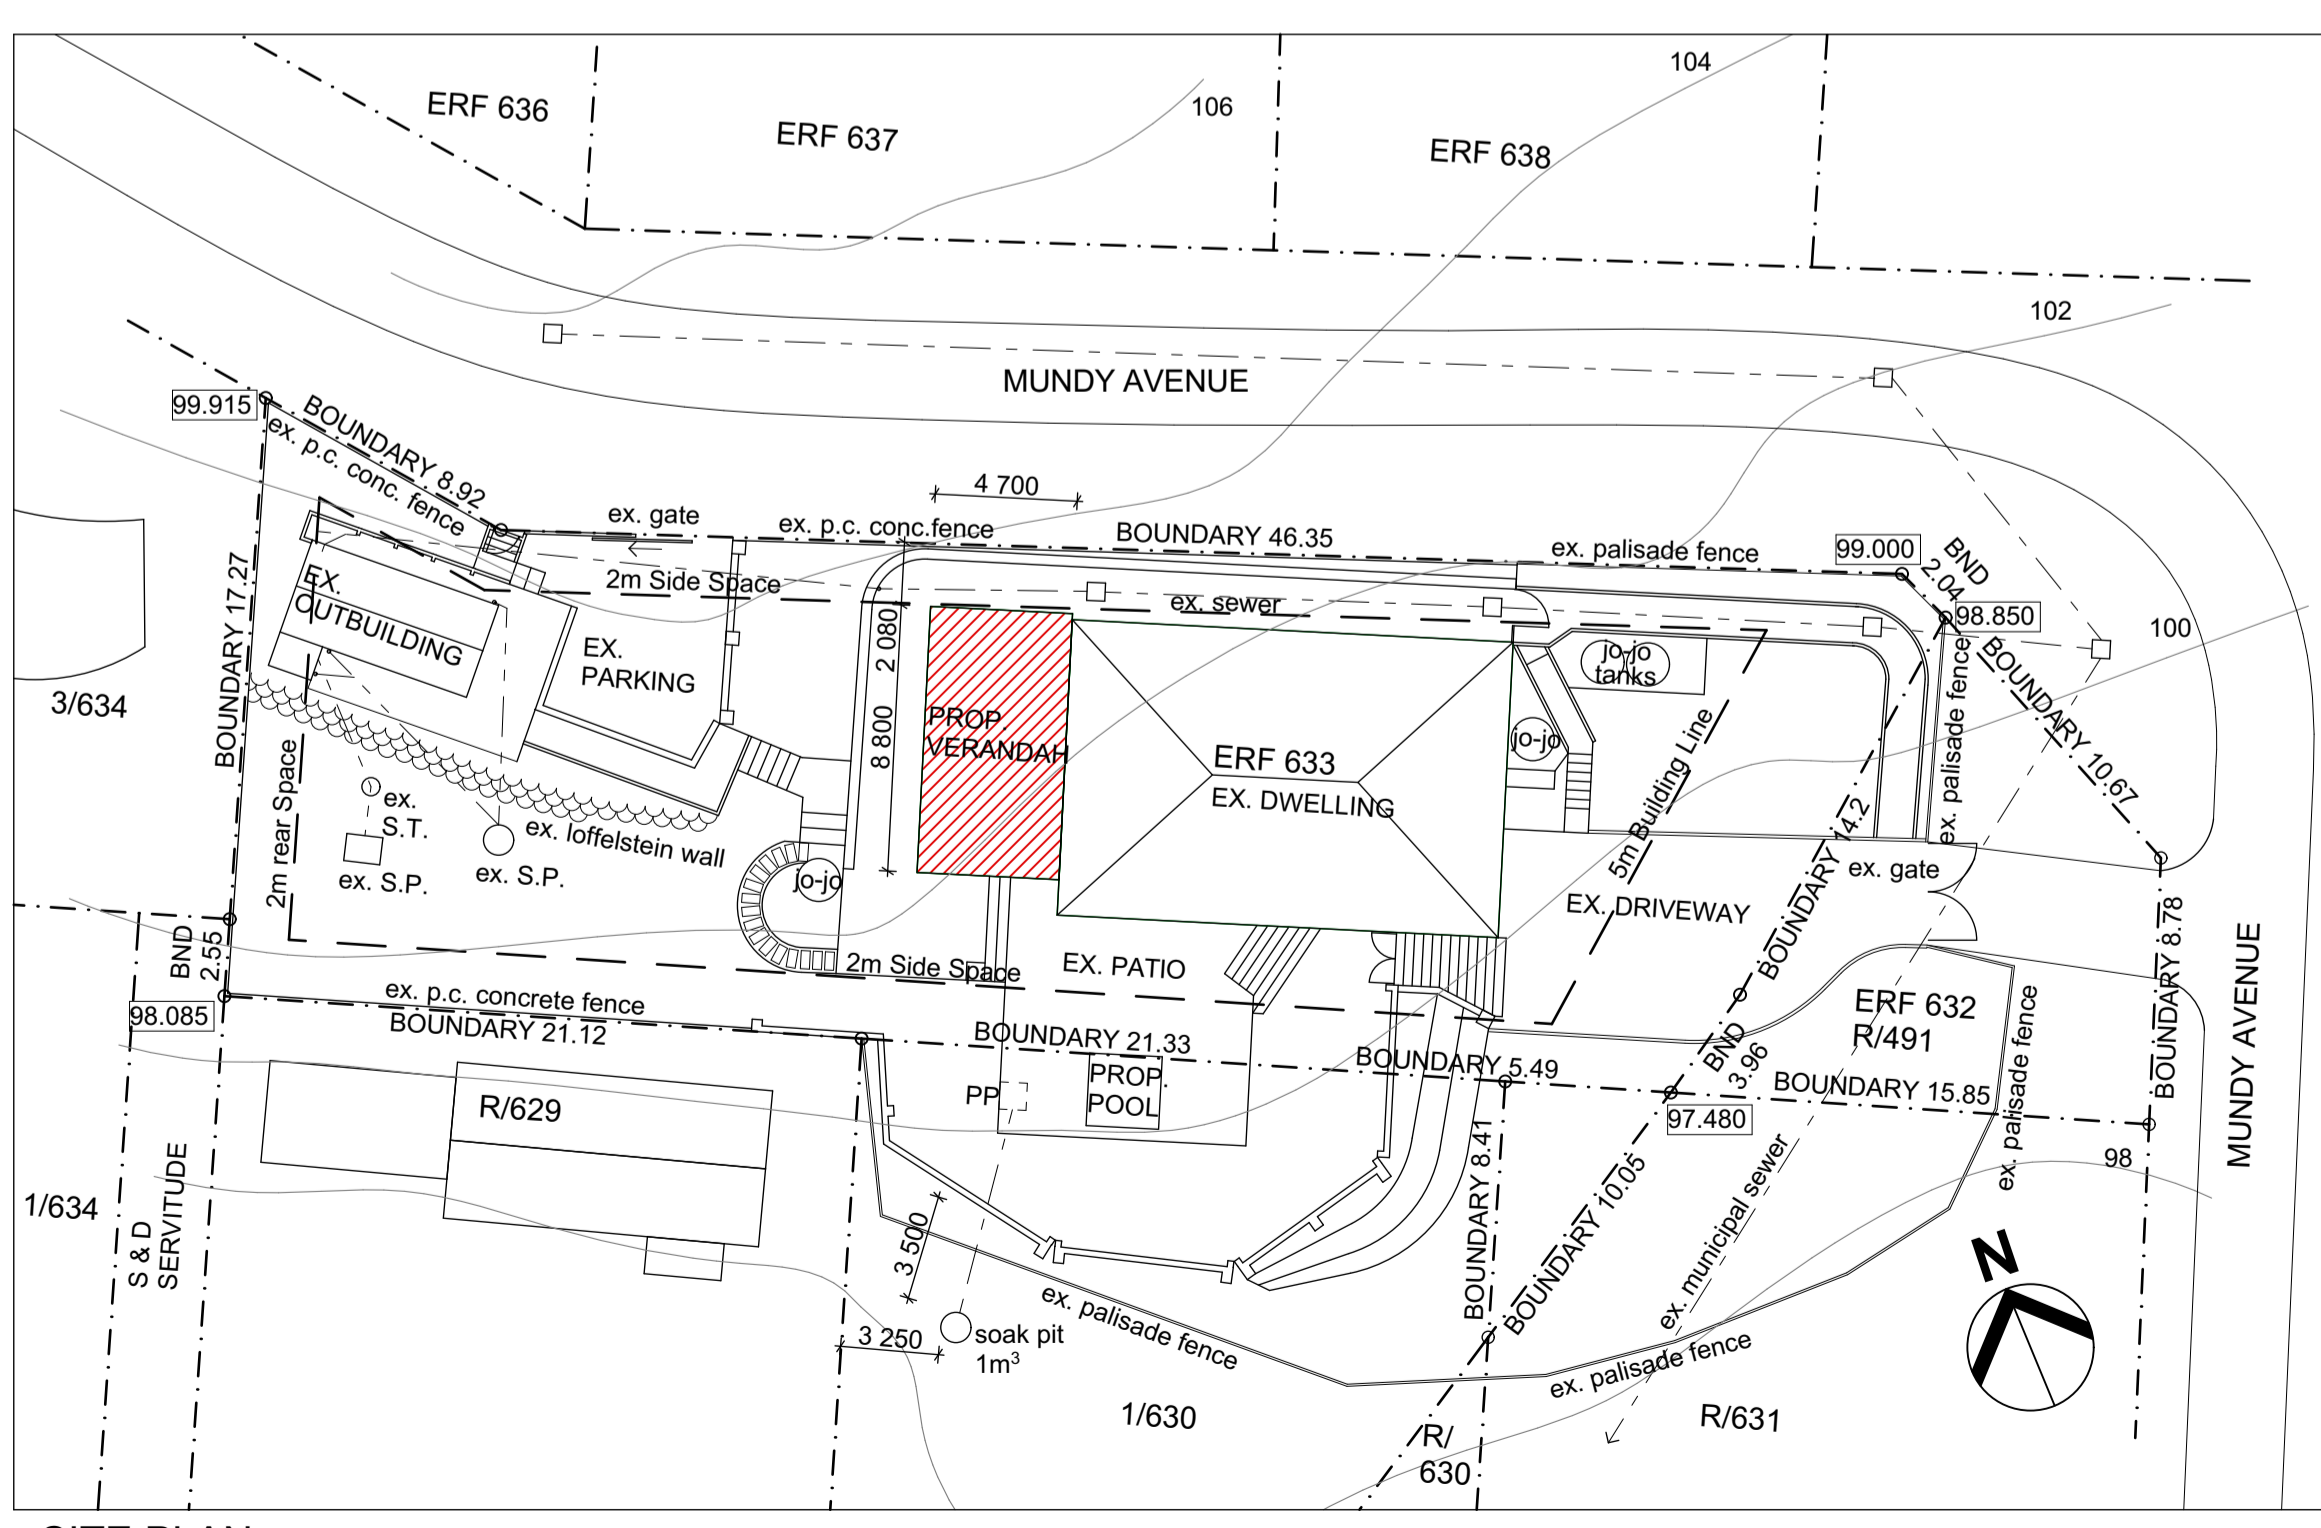 104
ERF 636
106
ERF 637
ERF 638
102
MUNDY AVENUE
99.915
BOUNDARY 8.92
ex. p.c. conc. fence
4 700
ex. gate
ex. p.c. conc.fence
BOUNDARY 46.35
ex. palisade fence
99.000
BND
2.04
98.850
2m Side Space
ex. sewer
100
EX.
OUTBUILDING
BOUNDARY 17.27
EX.
PARKING
2 080
8 800
jo-jo
tanks
BOUNDARY 10.67
ex. palisade fence
3/634
PROP.
VERANDAH
jo-jo
ERF 633
EX. DWELLING
5m Building Line
BOUNDARY 14.2
2m rear Space
ex.
S.T.
ex. loffelstein wall
ex. S.P.
ex. S.P.
jo-jo
ex. gate
EX. DRIVEWAY
BND
2.55
2m Side Space
EX. PATIO
BOUNDARY 8.78
MUNDY AVENUE
98.085
ex. p.c. concrete fence
BOUNDARY 21.12
BOUNDARY 21.33
BOUNDARY 5.49
BND
3.96
ERF 632
R/491
ex. palisade fence
BOUNDARY 15.85
97.480
PP
PROP.
POOL
R/629
98
1/634
S & D
SERVITUDE
BOUNDARY 8.41
BOUNDARY 10.05
ex. municipal sewer
3 500
N
ex. palisade fence
3 250
soak pit
1m³
ex. palisade fence
1/630
R/631
R/
630